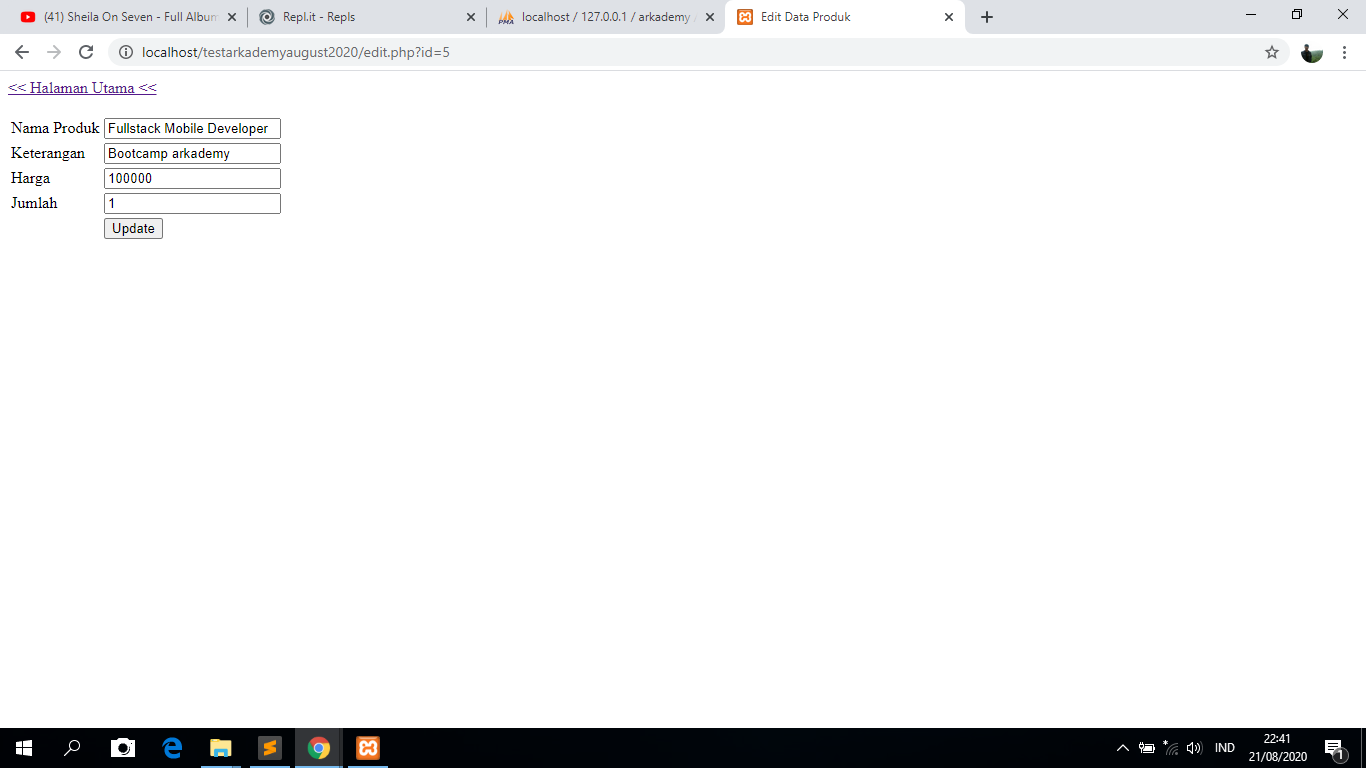 (41) Sheila On Seven - Full Album
Repl.it - Repls
PMA
localhost / 127.0.0.1 / arkademy
Edit Data Produk
localhost/testarkademyaugust2020/edit.php?id=5
<< Halaman Utama <<
Nama Produk Fullstack Mobile Developer
Keterangan Bootcamp arkademy
Harga 100000
Jumlah 1
Update
IND
22:41
21/08/2020
1